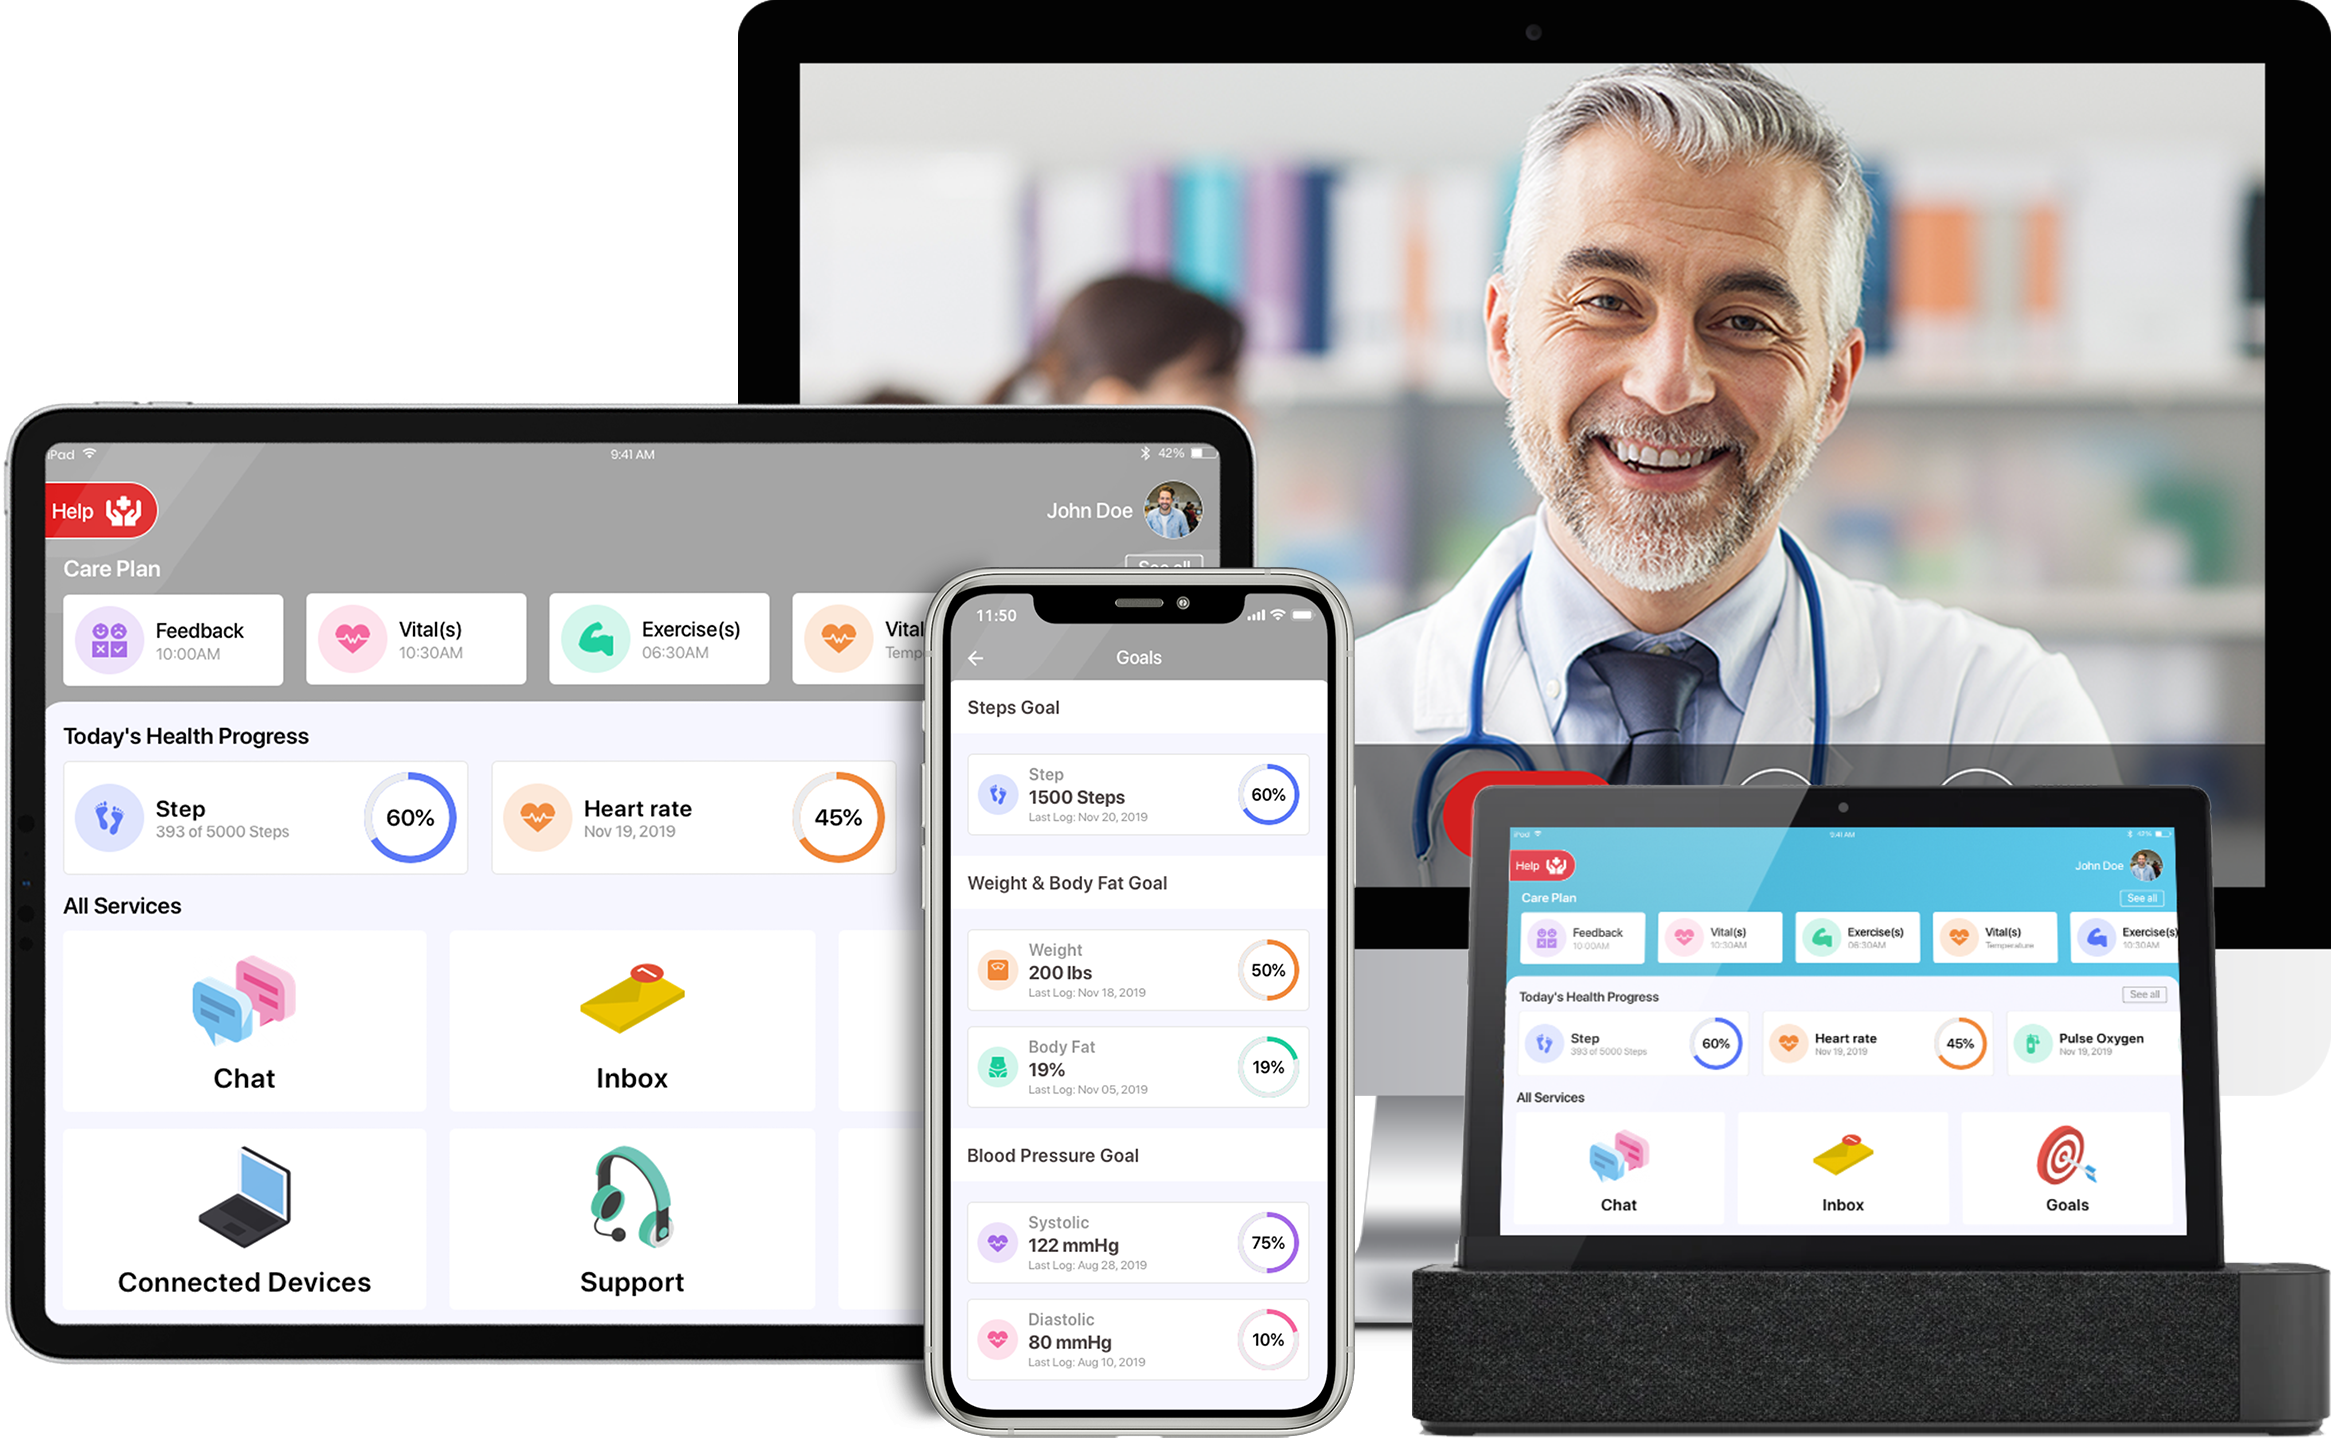 iPad
9:41 AM
42%
Help
John Doe
Care Plan
See all
Feedback
10:00AM
Vital(s)
10:30AM
Exercise(s)
06:30AM
Vital
Temp
Today's Health Progress
Step
393 of 5000 Steps
60%
Heart rate
Nov 19, 2019
45%
All Services
Chat
Inbox
Connected Devices
Support
11:50
Goals
Steps Goal
Step
1500 Steps
Last Log: Nov 20, 2019
60%
Weight & Body Fat Goal
Weight
200 lbs
Last Log: Nov 18, 2019
50%
Body Fat
19%
Last Log: Nov 05, 2019
19%
Blood Pressure Goal
Systolic
122 mmHg
Last Log: Aug 28, 2019
75%
Diastolic
80 mmHg
Last Log: Aug 10, 2019
10%
iPad
9:41 AM
42%
Help
John Doe
Care Plan
See all
Feedback
10:00AM
Vital(s)
10:30AM
Exercise(s)
06:30AM
Vital(s)
Temperature
Exercise(s)
10:30AM
Today's Health Progress
See all
Step
393 of 5000 Steps
60%
Heart rate
Nov 19, 2019
45%
Pulse Oxygen
Nov 19, 2019
All Services
Chat
Inbox
Goals